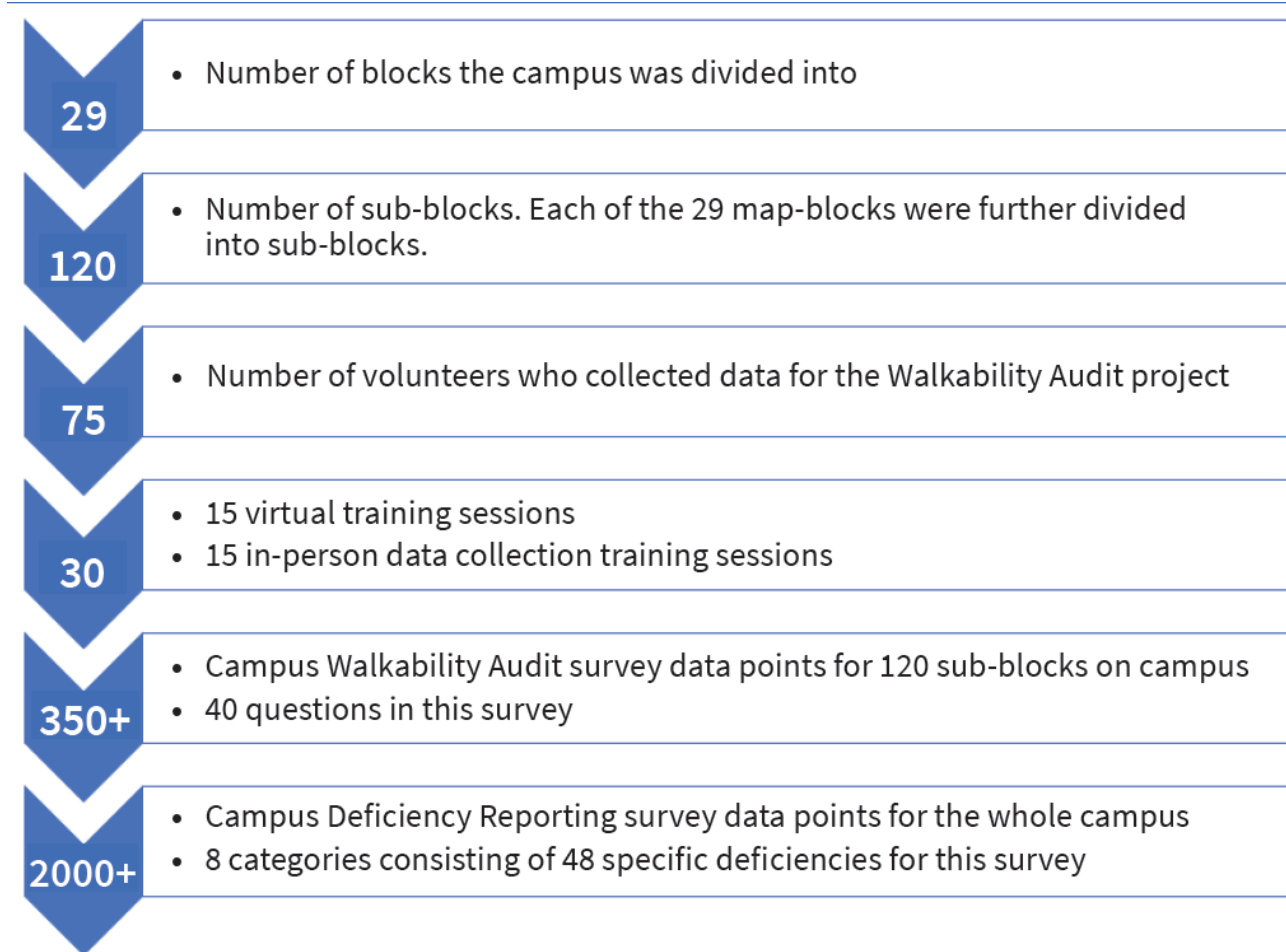 29
• Number of blocks the campus was divided into
120
• Number of sub-blocks. Each of the 29 map-blocks were further divided
into sub-blocks.
75
• Number of volunteers who collected data for the Walkability Audit project
30
• 15 virtual training sessions
• 15 in-person data collection training sessions
350+
• Campus Walkability Audit survey data points for 120 sub-blocks on campus
• 40 questions in this survey
2000+
• Campus Deficiency Reporting survey data points for the whole campus
• 8 categories consisting of 48 specific deficiencies for this survey